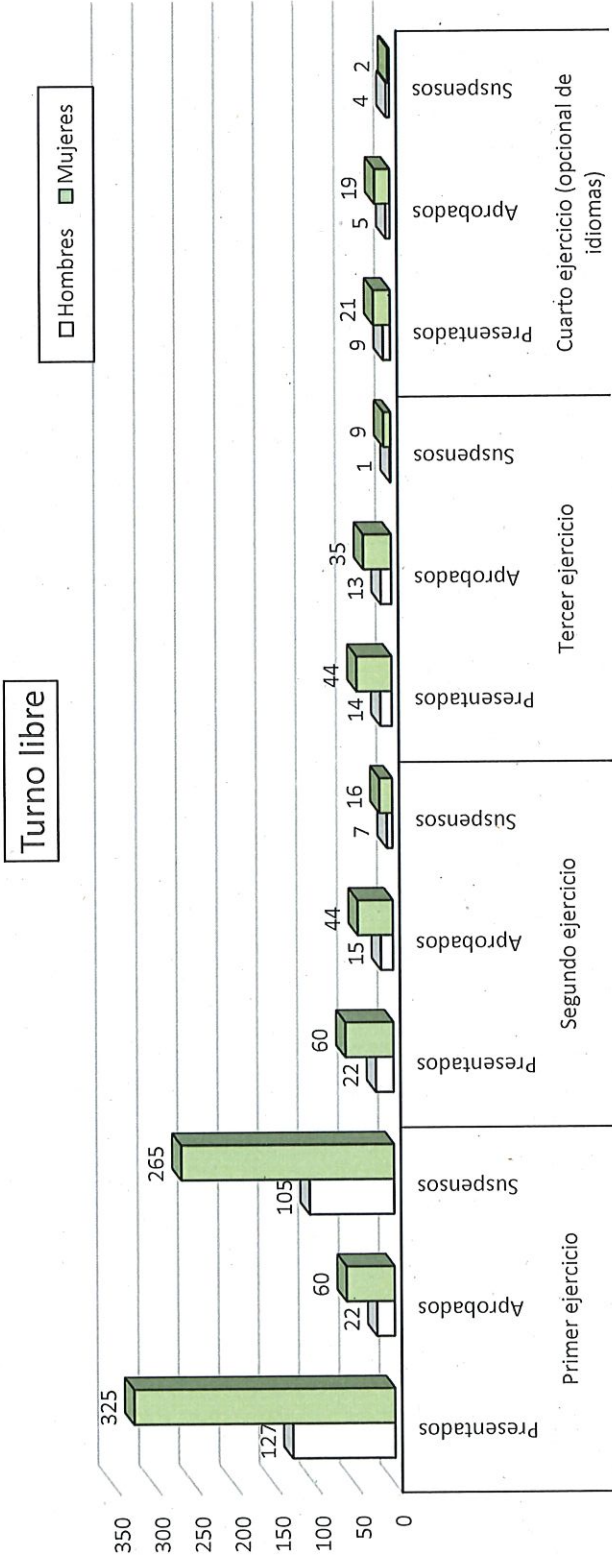 Turno libre
□ Hombres ■ Mujeres
350
300
250
200
150
100
50
0
127
325
22
60
105
265
22
60
15
44
7
16
14
44
13
35
1
9
9
21
5
19
4
2
Presentados
Aprobados
Suspensos
Presentados
Aprobados
Suspensos
Presentados
Aprobados
Suspensos
Presentados
Aprobados
Suspensos
Primer ejercicio
Segundo ejercicio
Tercer ejercicio
Cuarto ejercicio (opcional de
idiomas)